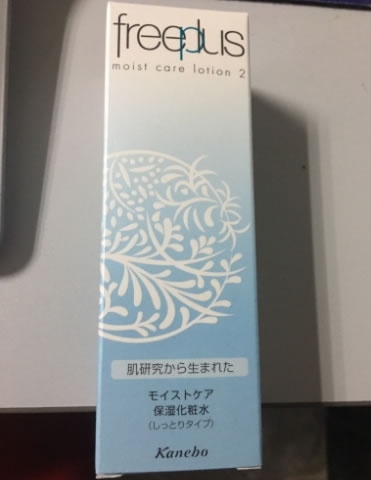 freeplus
moist care lotion 2
肌研究から生まれた
モイストケア
保湿化粧水
(しっとりタイプ)
Kanebo